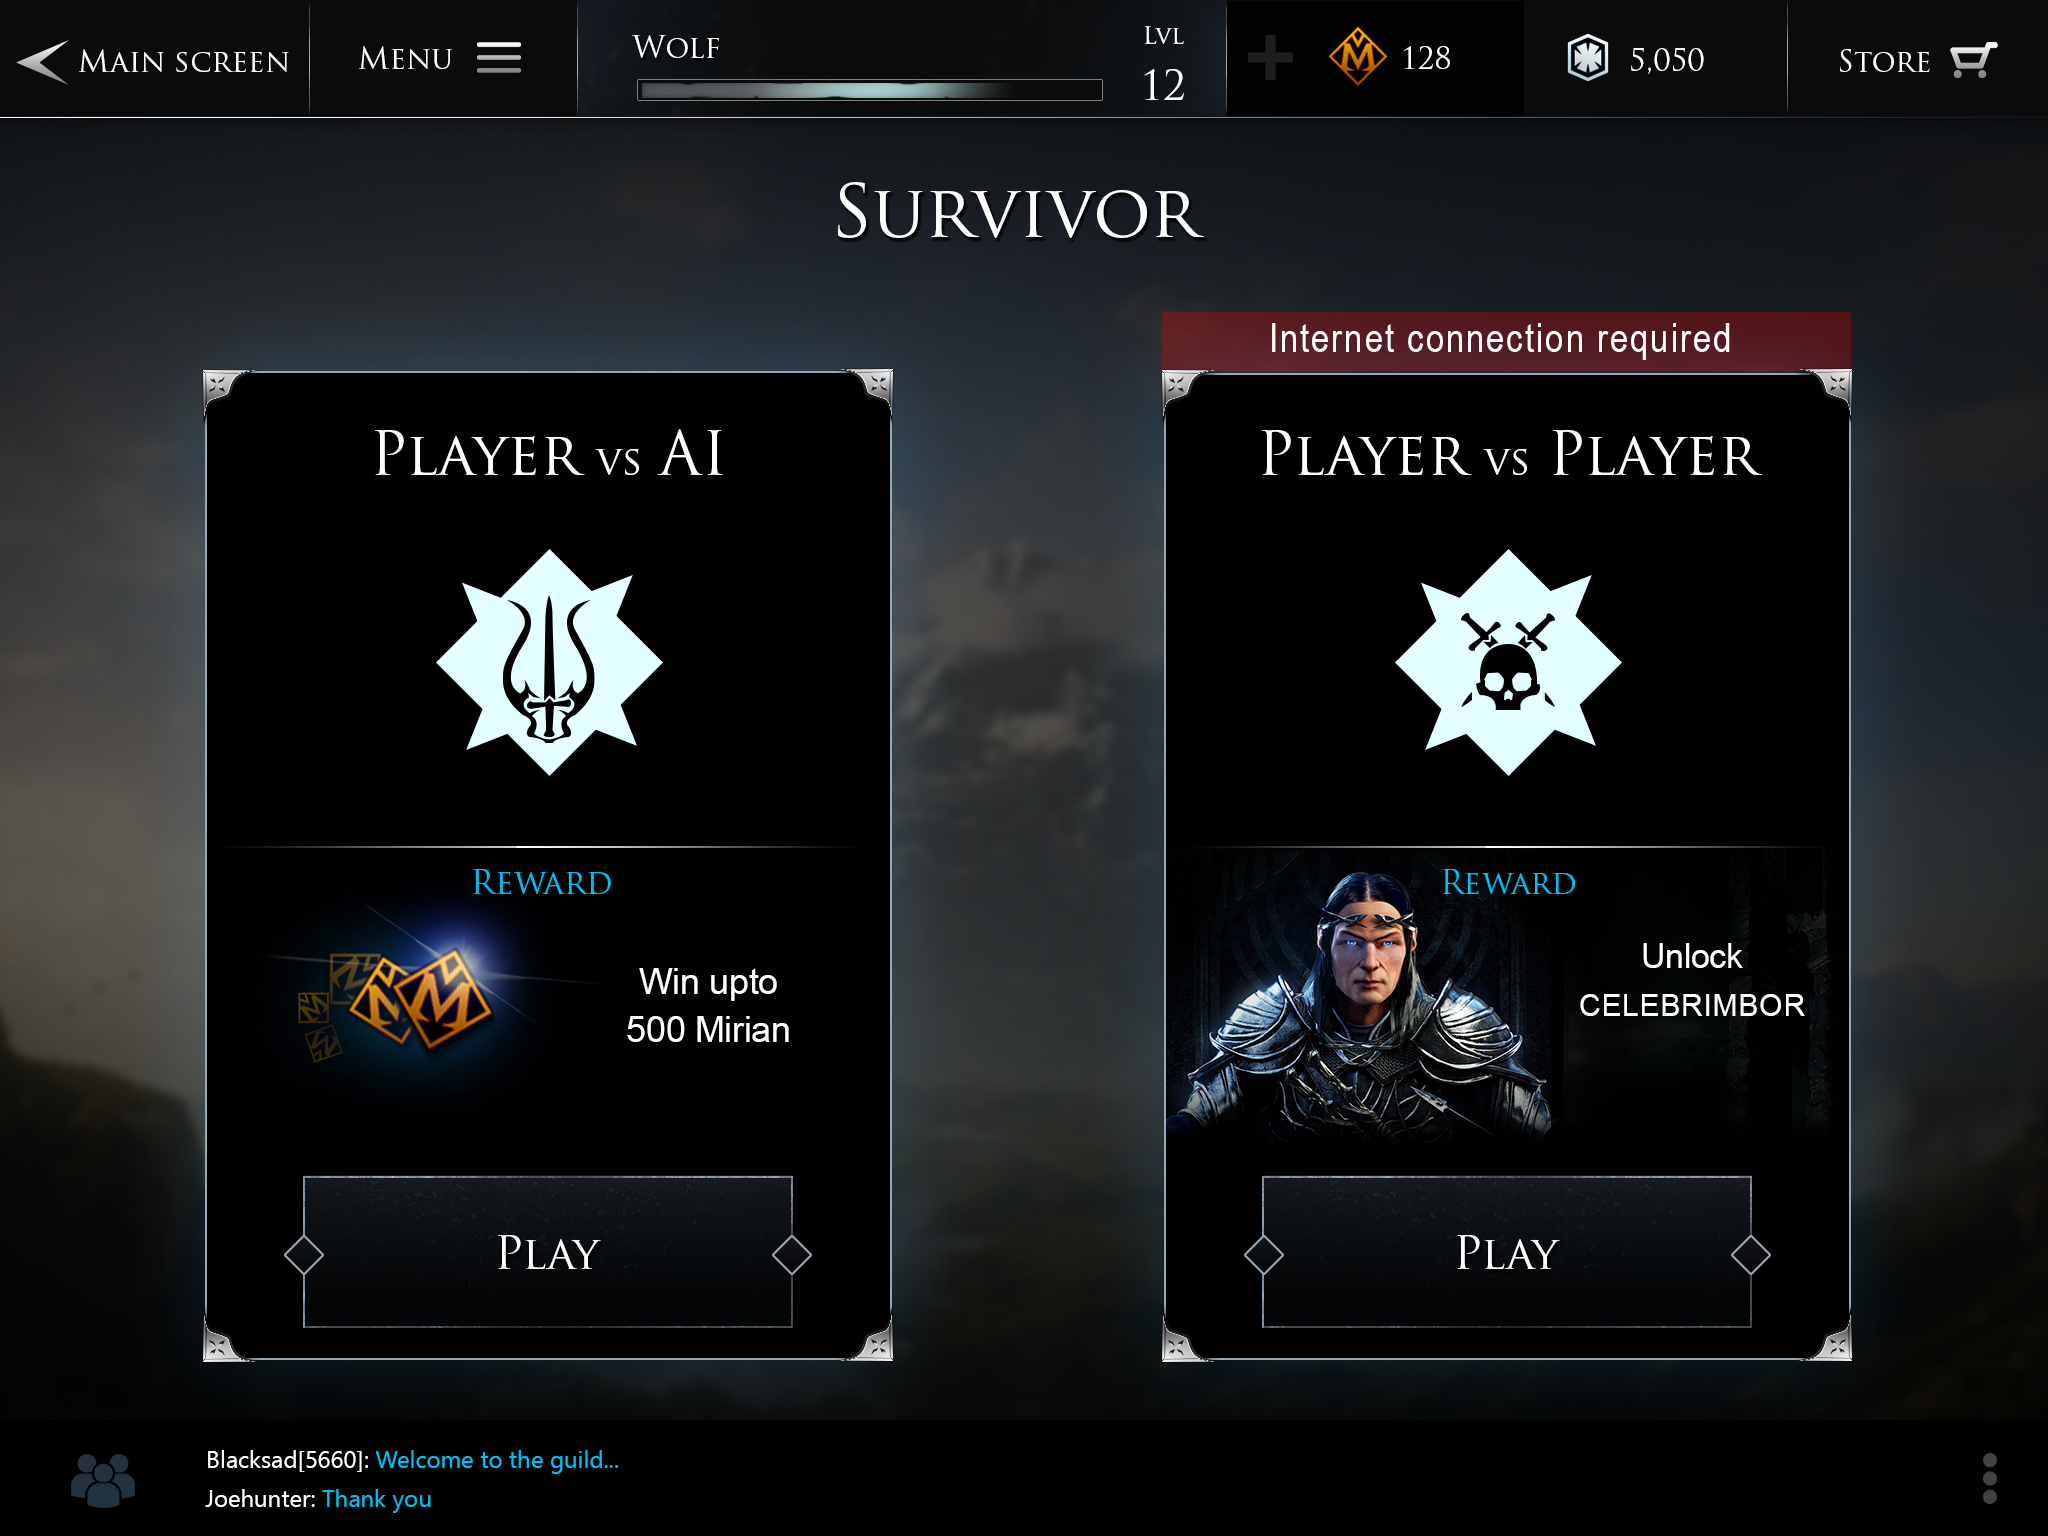 Main screen
Menu
Wolf
Lvl
12
128
5,050
Store
Survivor
Internet connection required
Player vs AI
Player vs Player
Reward
Win upto
500 Mirian
Reward
Unlock
CELEBRIMBOR
Play
Play
Blacksad[5660]: Welcome to the guild...
Joehunter: Thank you